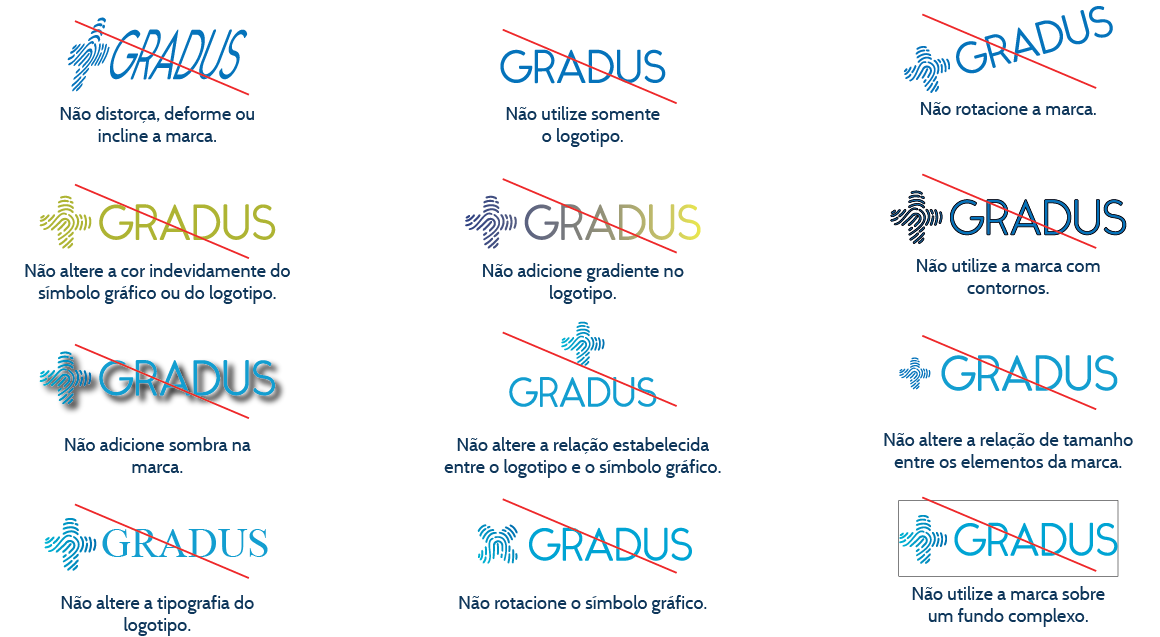 GRADUS
Não distorça, deforme ou
incline a marca.
GRADUS
Não utilize somente
o logotipo.
GRADUS
Não rotacione a marca.
GRADUS
Não altere a cor indevidamente do
símbolo gráfico ou do logotipo.
GRADUS
Não adicione gradiente no
logotipo.
GRADUS
Não utilize a marca com
contornos.
GRADUS
Não adicione sombra na
marca.
GRADUS
Não altere a relação estabelecida
entre o logotipo e o símbolo gráfico.
GRADUS
Não altere a relação de tamanho
entre os elementos da marca.
GRADUS
Não altere a tipografia do
logotipo.
GRADUS
Não rotacione o símbolo gráfico.
GRADUS
Não utilize a marca sobre
um fundo complexo.